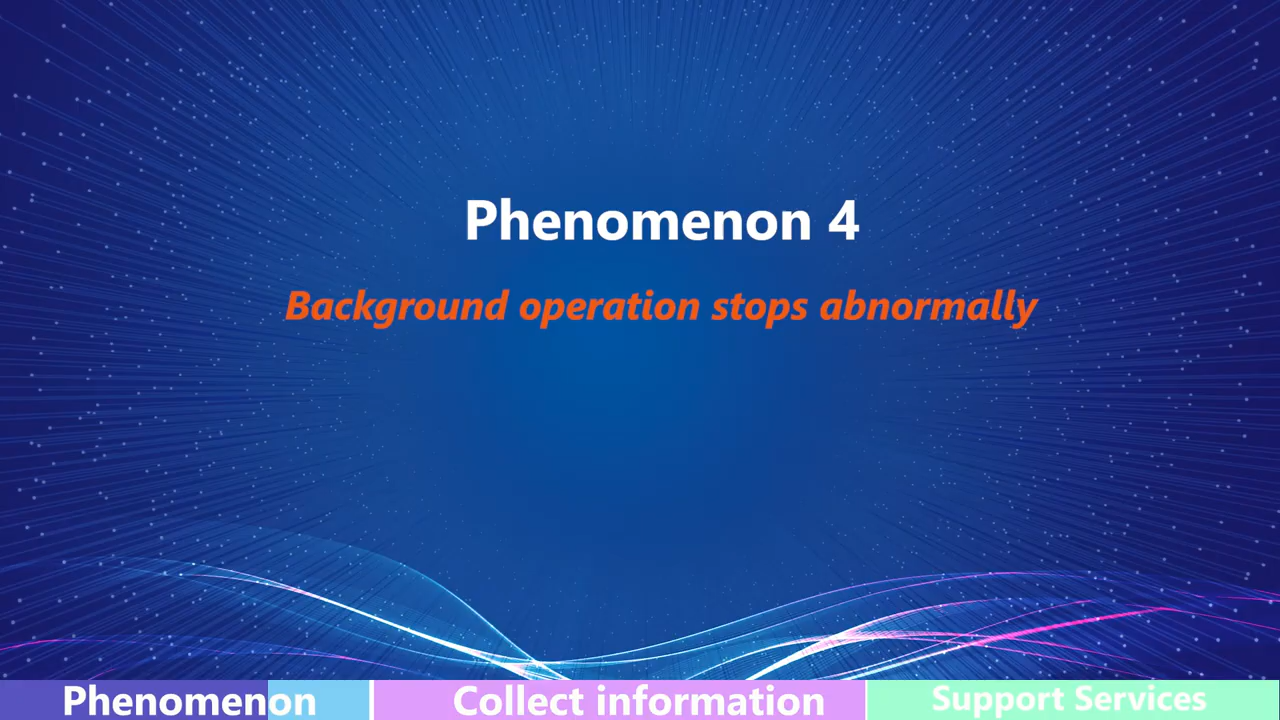 Phenomenon 4
Background operation stops abnormally
Phenomenon
Collect information
Support Services